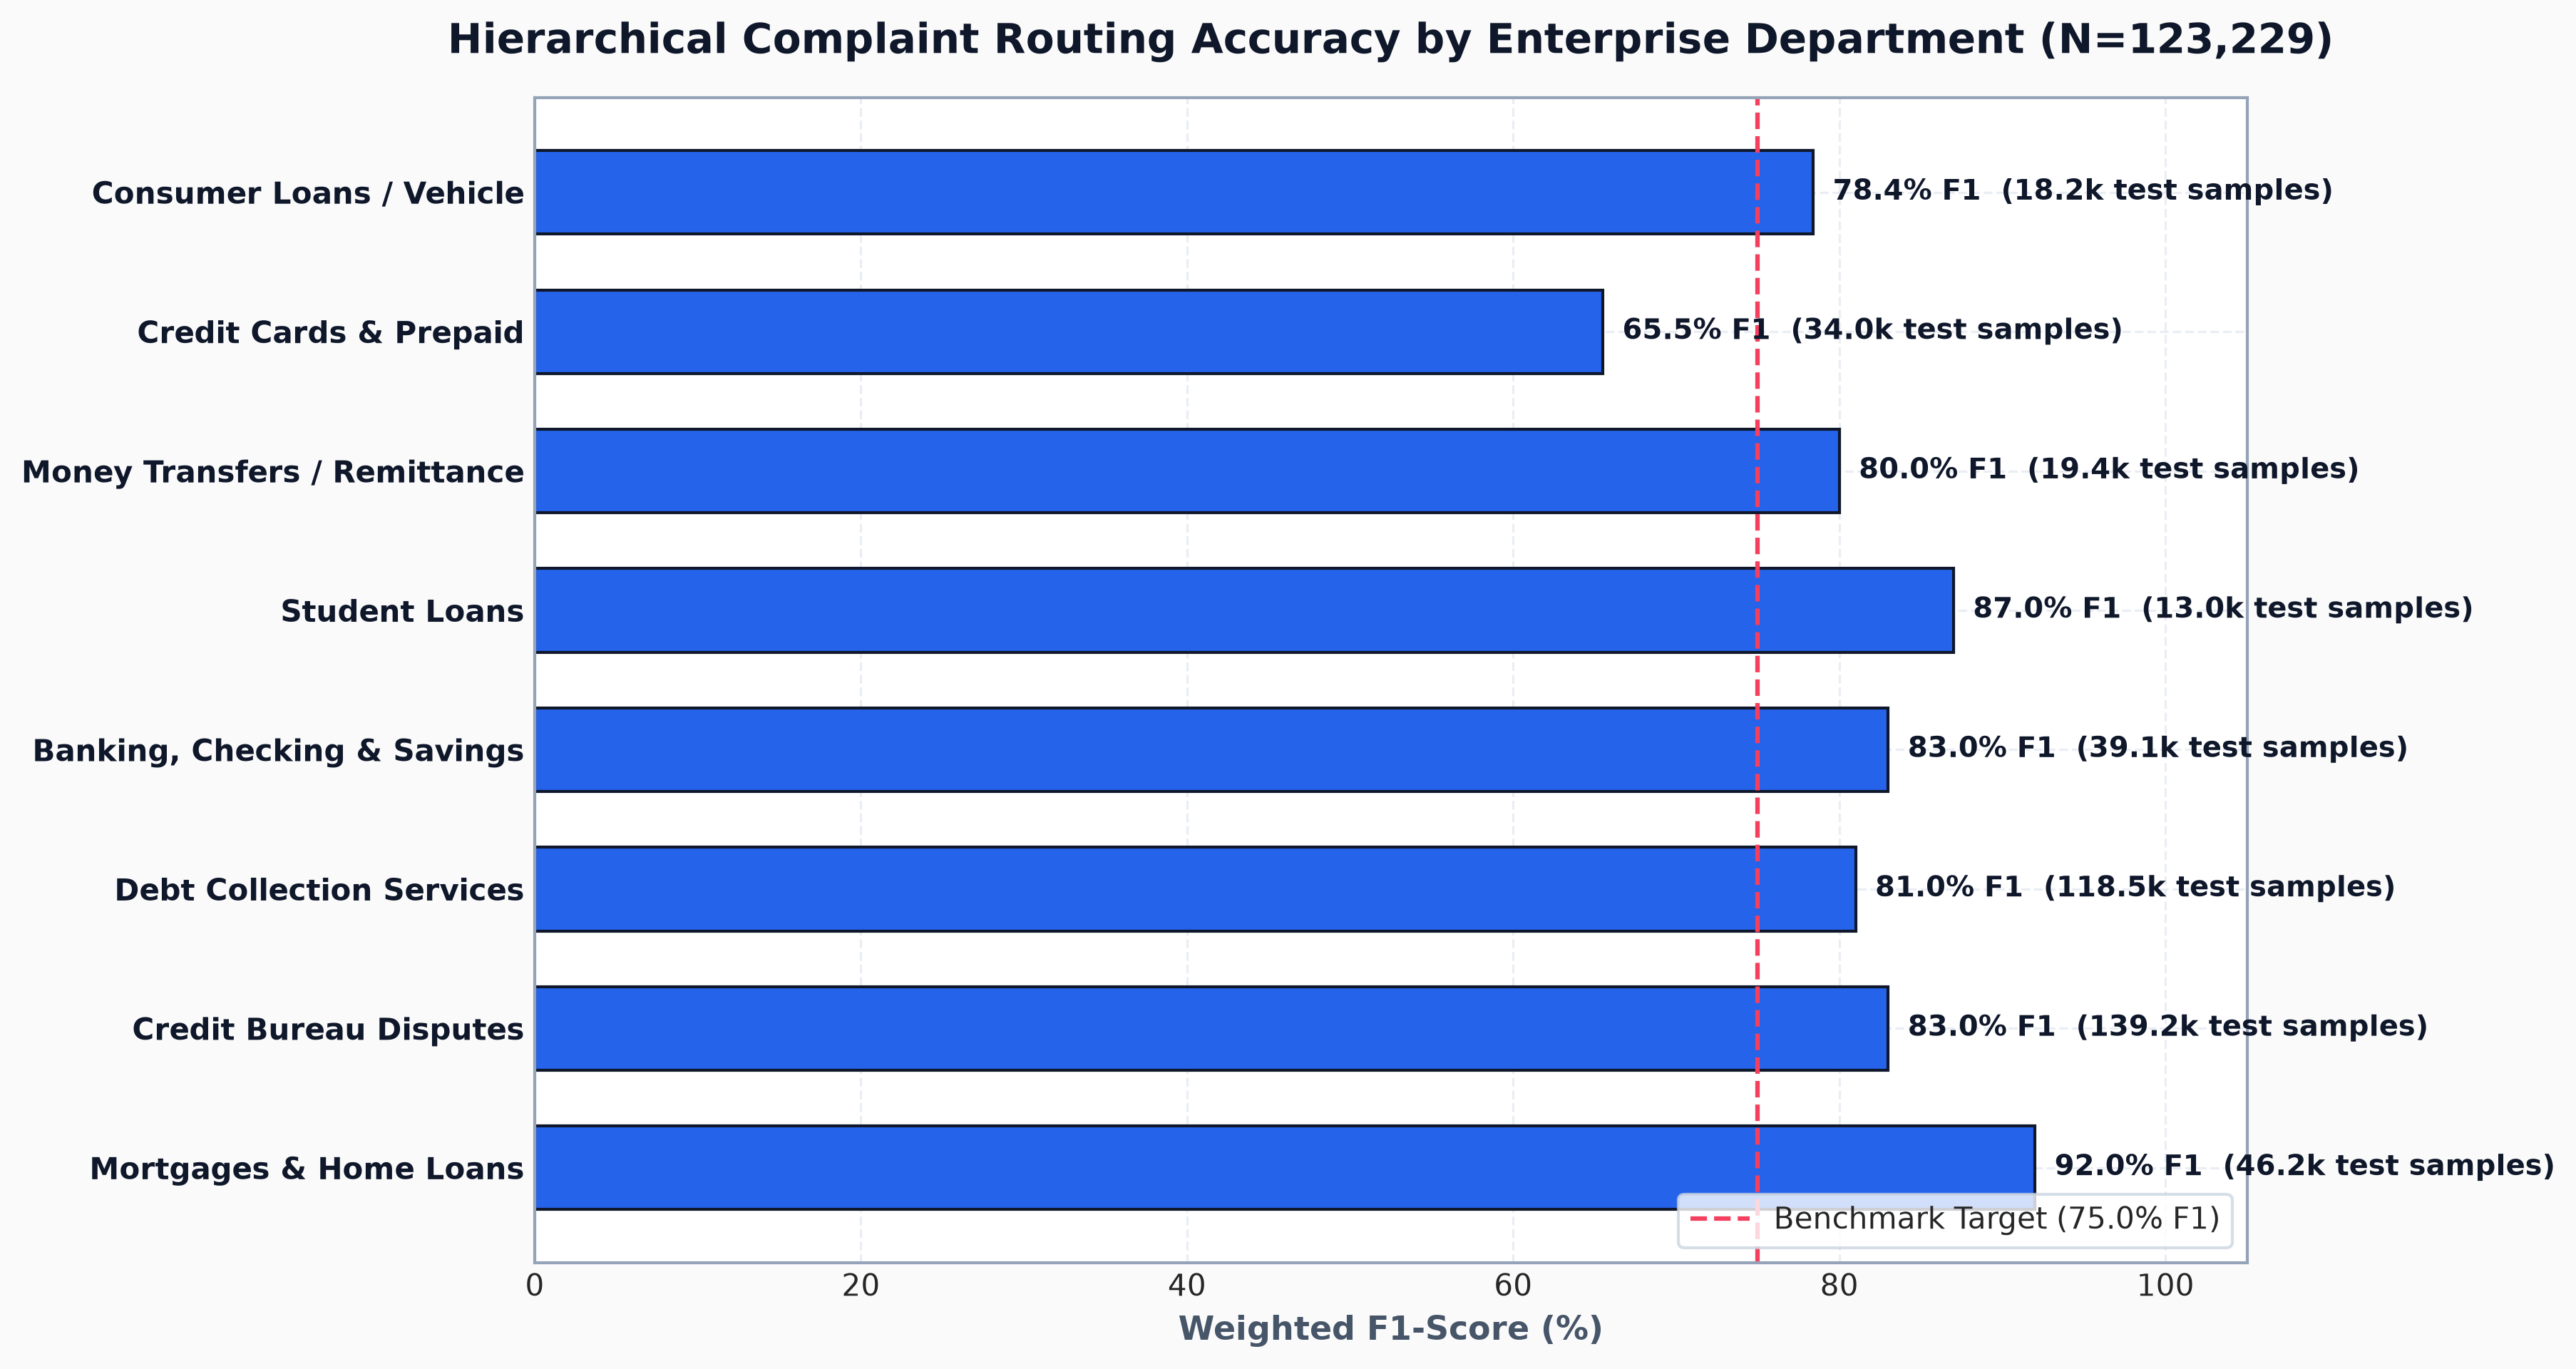 Hierarchical Complaint Routing Accuracy by Enterprise Department (N=123,229)
Consumer Loans / Vehicle 78.4% F1 (18.2k test samples)
Credit Cards & Prepaid 65.5% F1 (34.0k test samples)
Money Transfers / Remittance 80.0% F1 (19.4k test samples)
Student Loans 87.0% F1 (13.0k test samples)
Banking, Checking & Savings 83.0% F1 (39.1k test samples)
Debt Collection Services 81.0% F1 (118.5k test samples)
Credit Bureau Disputes 83.0% F1 (139.2k test samples)
Mortgages & Home Loans 92.0% F1 (46.2k test samples)
Benchmark Target (75.0% F1)
0 20 40 60 80 100
Weighted F1-Score (%)